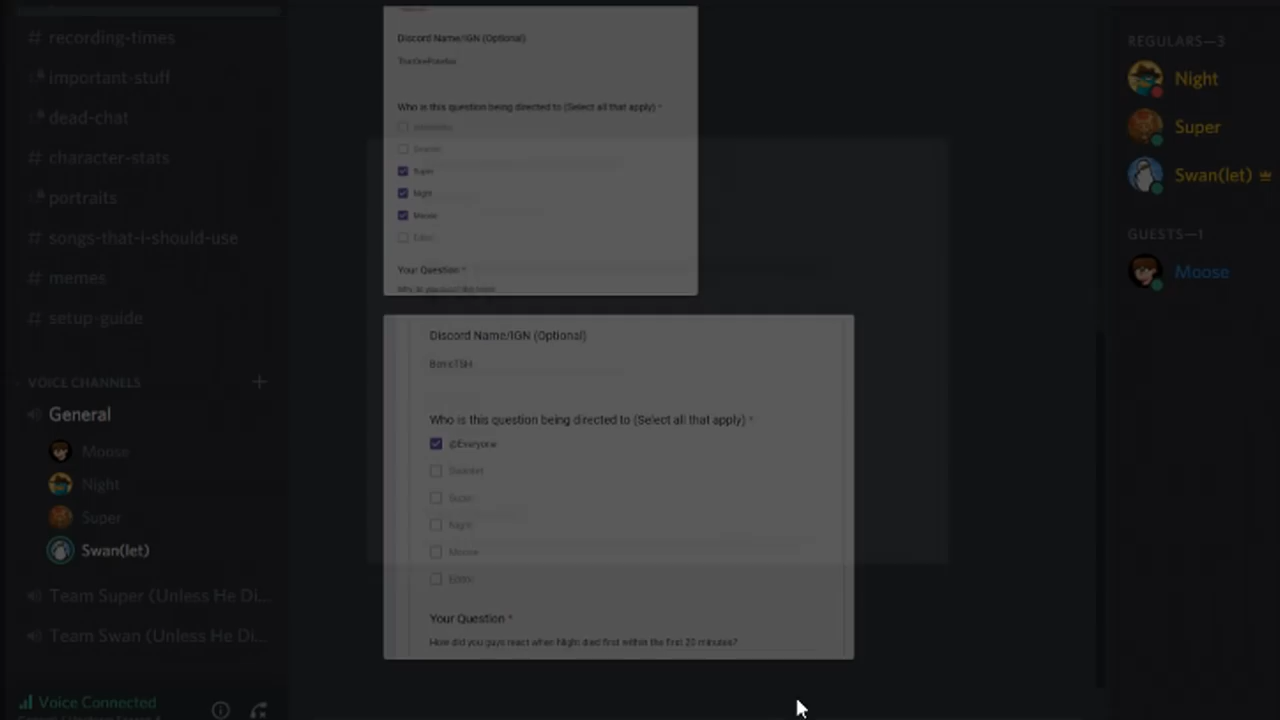 # recording-times
important-stuff
dead-chat
# character-stats
portraits
# songs-that-i-should-use
# memes
# setup-guide
VOICE CHANNELS +
General
Moose
Night
Super
Swan(let)
Team Super (Unless He Di...
Team Swan (Unless He Di...
Voice Connected
Discord Name/IGN (Optional)
Who is this question being directed to (Select all that apply) *
Super
Night
Moose
Editor
Your Question *
Discord Name/IGN (Optional)
Who is this question being directed to (Select all that apply) *
@Everyone
Super
Night
Moose
Editor
Your Question *
How did you guys react when Night died first within the first 20 minutes?
REGULARS—3
Night
Super
Swan(let)
GUESTS—1
Moose